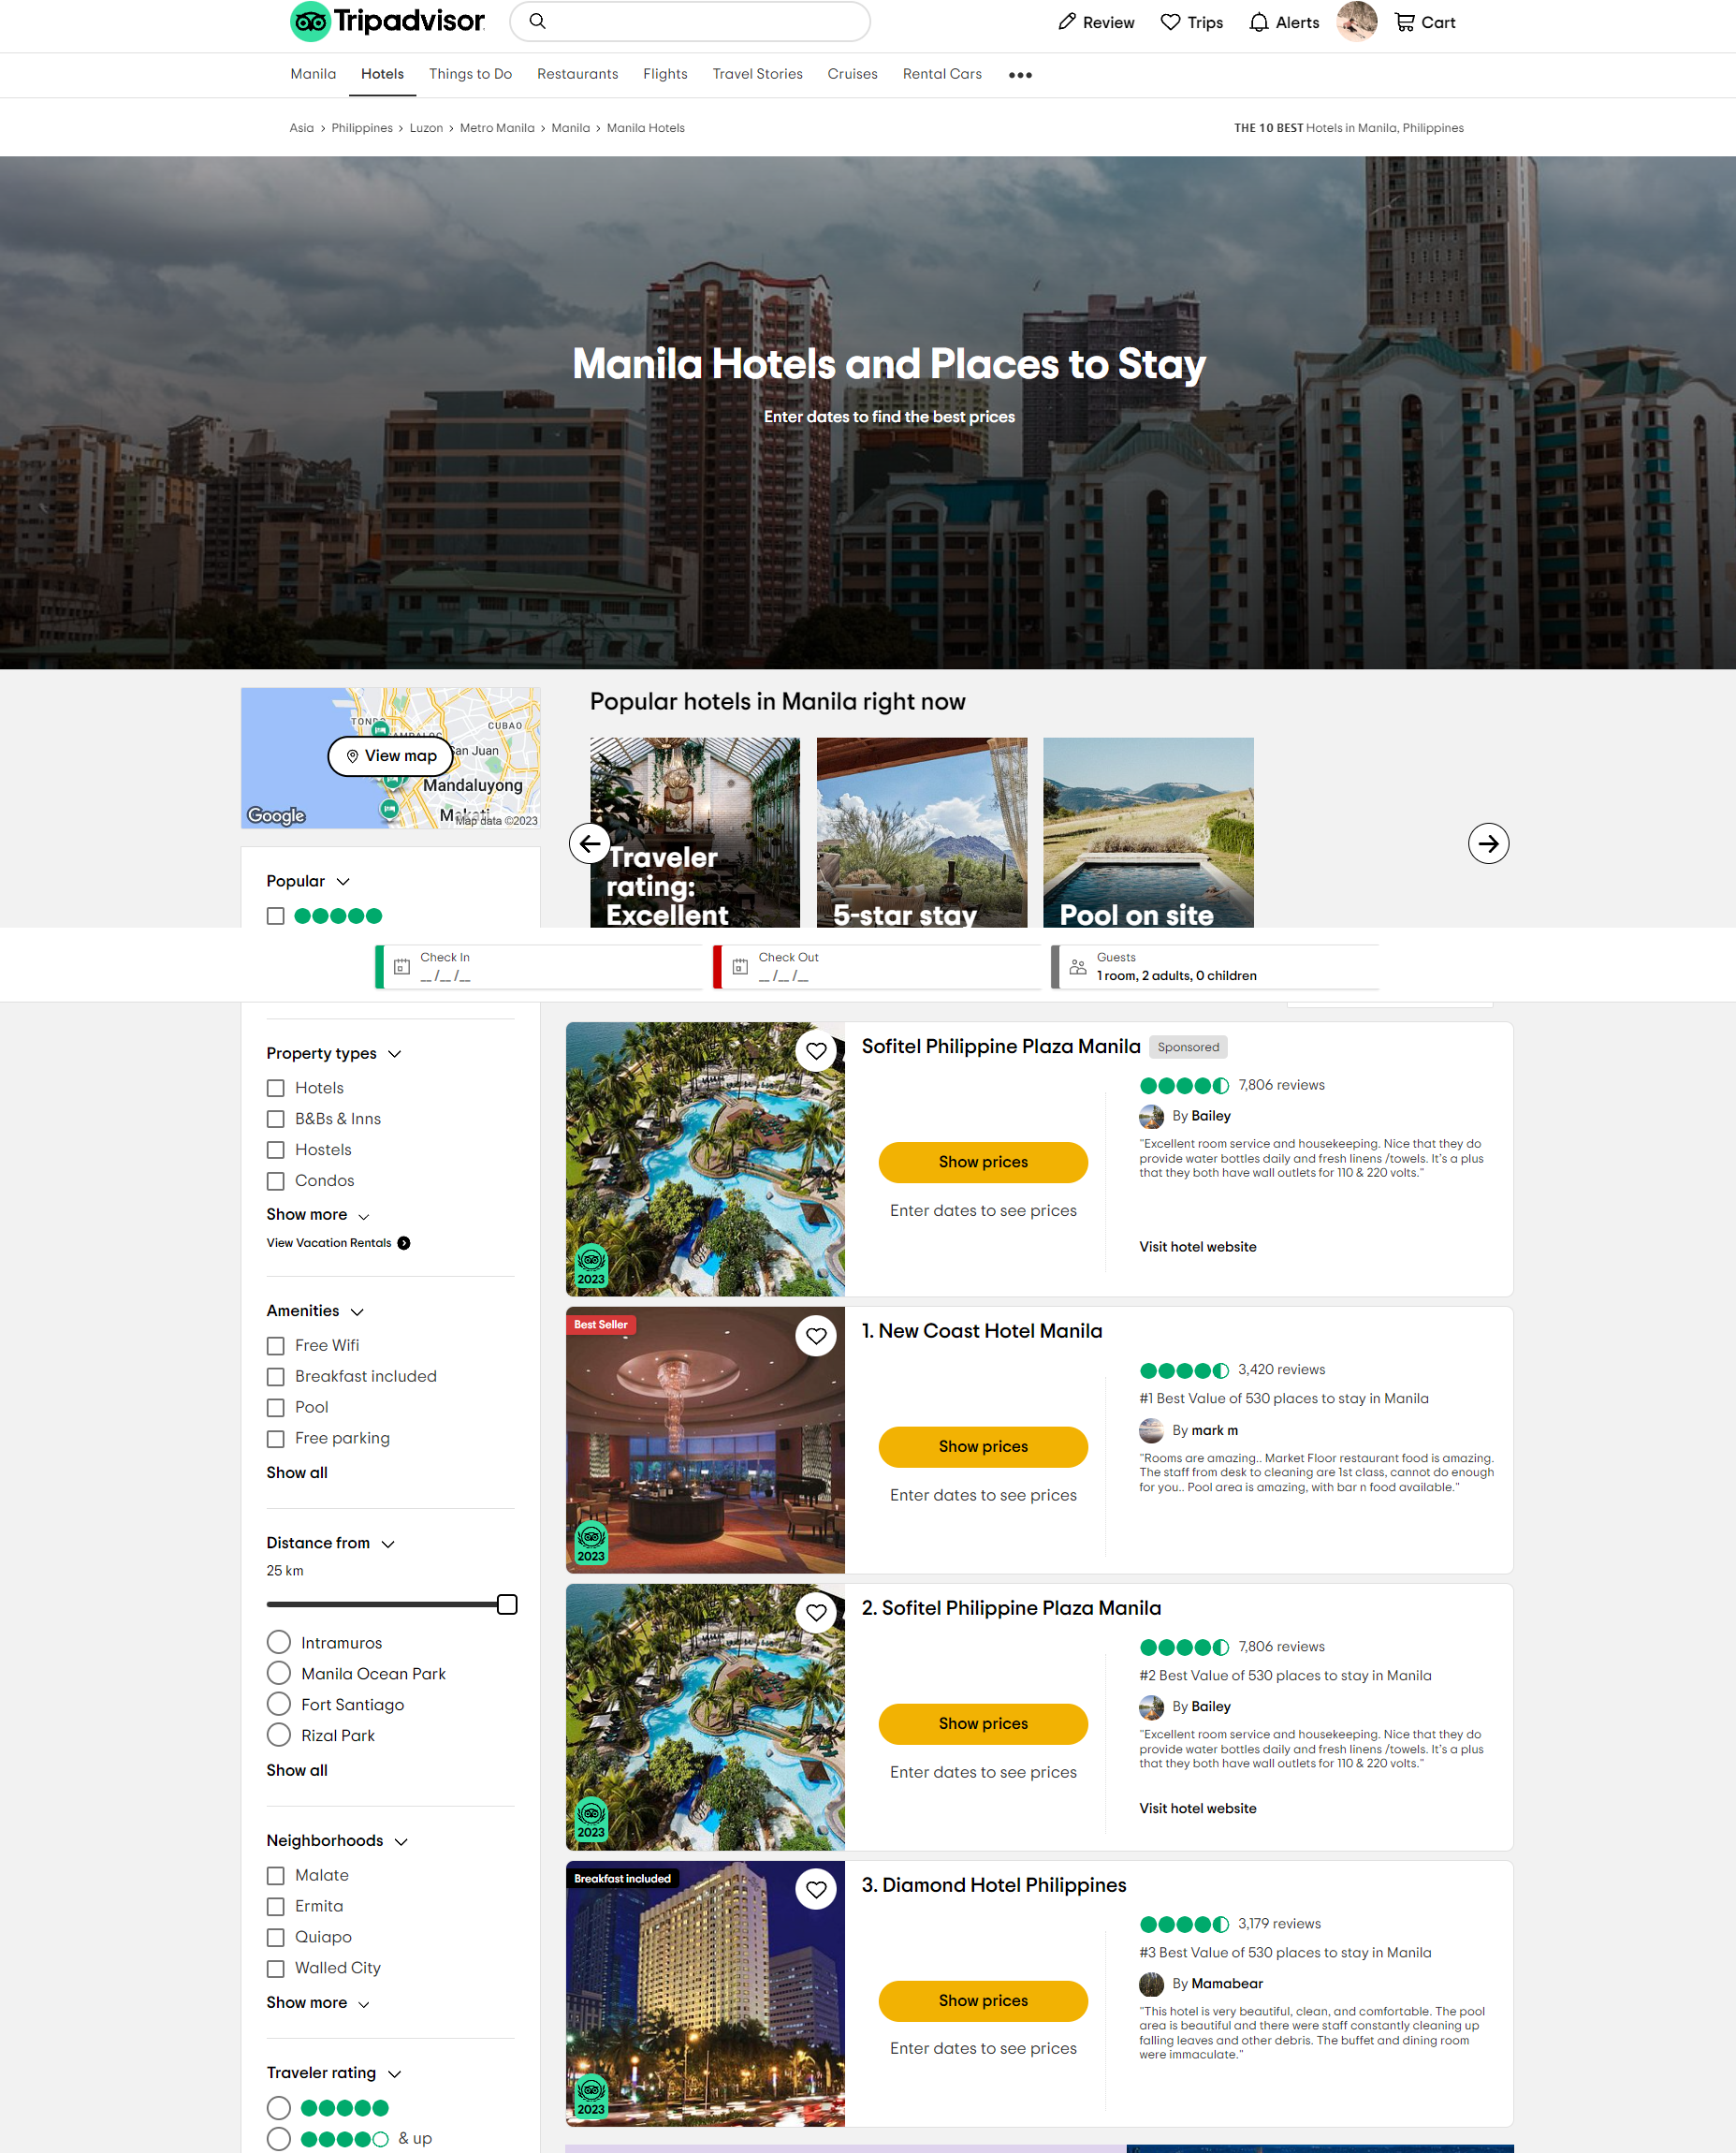 Tripadvisor
Review
Trips
Alerts
Cart
Manila
Hotels
Things to Do
Restaurants
Flights
Travel Stories
Cruises
Rental Cars
Asia > Philippines > Luzon > Metro Manila > Manila > Manila Hotels
THE 10 BEST Hotels in Manila, Philippines
Manila Hotels and Places to Stay
Enter dates to find the best prices
TONDO
CUBAO
San Juan
View map
Mandaluyong
Makati
Google
Map data ©2023
Popular hotels in Manila right now
Traveler
rating:
Excellent
5-star stay
Pool on site
Popular
Check In
__ /__ /__
Check Out
__ /__ /__
Guests
1 room, 2 adults, 0 children
Property types
Hotels
B&Bs & Inns
Hostels
Condos
Show more
View Vacation Rentals
Amenities
Free Wifi
Breakfast included
Pool
Free parking
Show all
Distance from
25 km
Intramuros
Manila Ocean Park
Fort Santiago
Rizal Park
Show all
Neighborhoods
Malate
Ermita
Quiapo
Walled City
Show more
Traveler rating
& up
Sofitel Philippine Plaza Manila
Sponsored
2023
Show prices
Enter dates to see prices
7,806 reviews
By Bailey
"Excellent room service and housekeeping. Nice that they do
provide water bottles daily and fresh linens /towels. It's a plus
that they both have wall outlets for 110 & 220 volts."
Visit hotel website
Best Seller
2023
1. New Coast Hotel Manila
Show prices
Enter dates to see prices
3,420 reviews
#1 Best Value of 530 places to stay in Manila
By mark m
"Rooms are amazing.. Market Floor restaurant food is amazing.
The staff from desk to cleaning are 1st class, cannot do enough
for you.. Pool area is amazing, with bar n food available."
2023
2. Sofitel Philippine Plaza Manila
Show prices
Enter dates to see prices
7,806 reviews
#2 Best Value of 530 places to stay in Manila
By Bailey
"Excellent room service and housekeeping. Nice that they do
provide water bottles daily and fresh linens /towels. It's a plus
that they both have wall outlets for 110 & 220 volts."
Visit hotel website
Breakfast included
2023
3. Diamond Hotel Philippines
Show prices
Enter dates to see prices
3,179 reviews
#3 Best Value of 530 places to stay in Manila
By Mamabear
"This hotel is very beautiful, clean, and comfortable. The pool
area is beautiful and there were staff constantly cleaning up
falling leaves and other debris. The buffet and dining room
were immaculate."